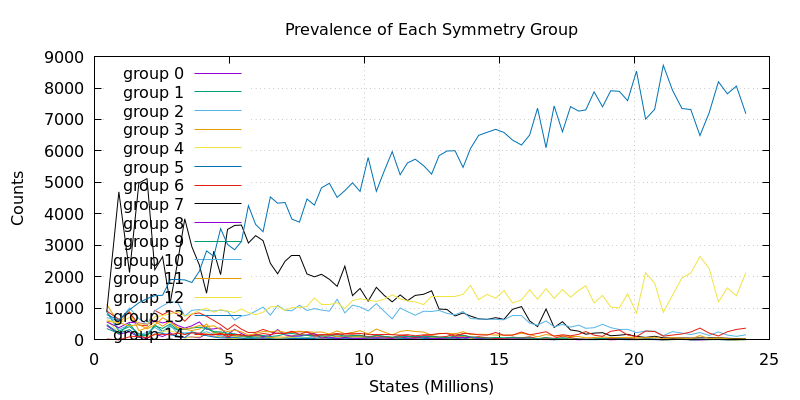 Prevalence of Each Symmetry Group
9000
8000
7000
6000
5000
4000
3000
2000
1000
0
Counts
group 0
group 1
group 2
group 3
group 4
group 5
group 6
group 7
group 8
group 9
group 10
group 11
group 12
group 13
group 14
0 5 10 15 20 25
States (Millions)